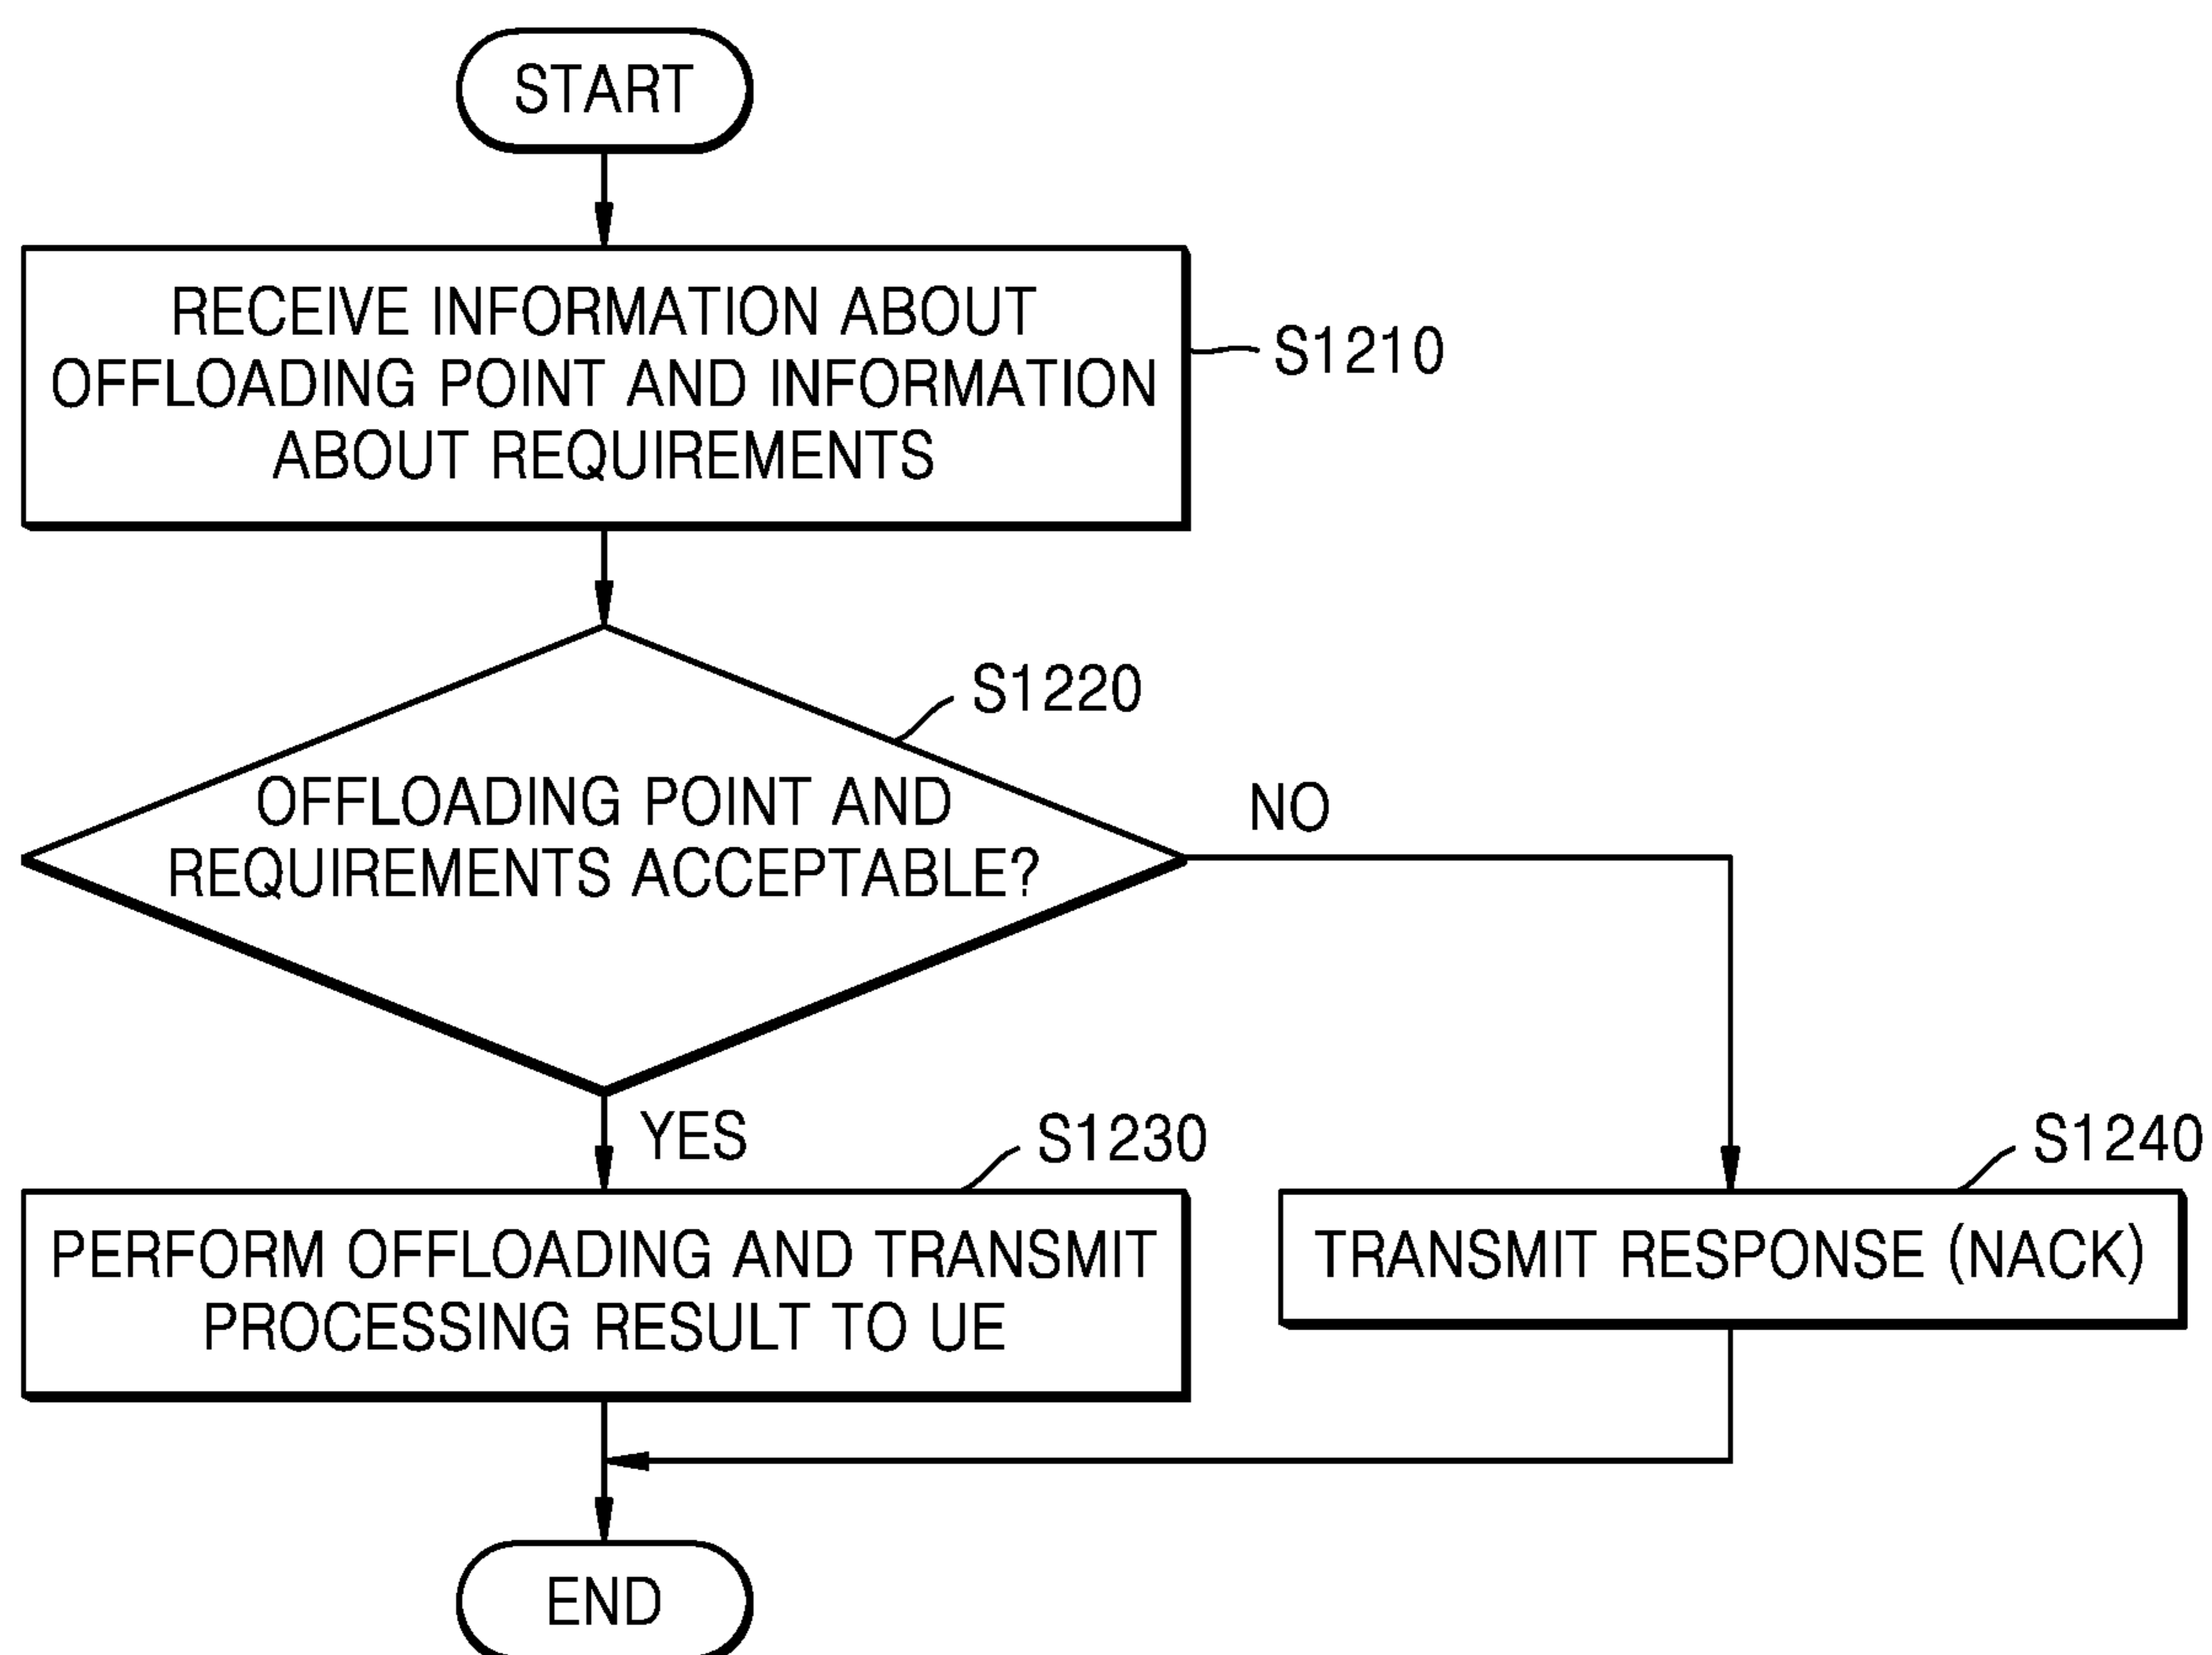 START
RECEIVE INFORMATION ABOUT
OFFLOADING POINT AND INFORMATION
ABOUT REQUIREMENTS
S1210
S1220
OFFLOADING POINT AND
REQUIREMENTS ACCEPTABLE?
NO
YES
S1230
S1240
PERFORM OFFLOADING AND TRANSMIT
PROCESSING RESULT TO UE
TRANSMIT RESPONSE (NACK)
END